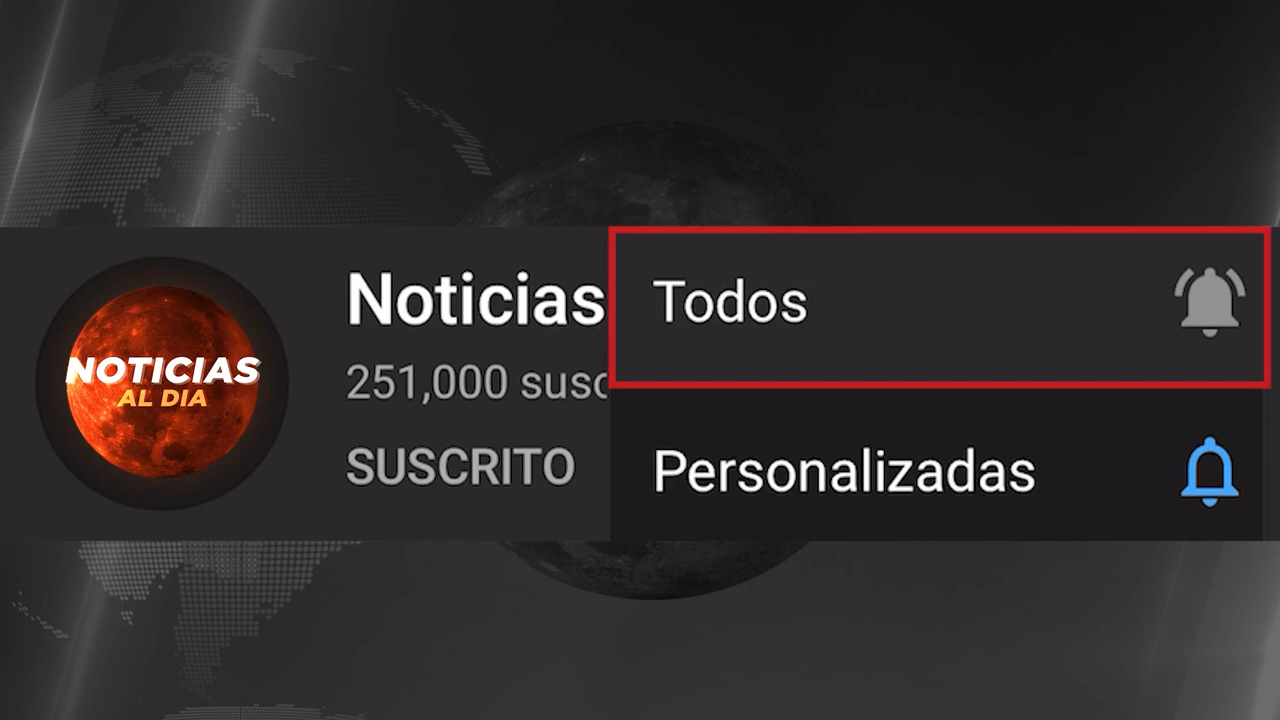 NOTICIAS
AL DIA
Noticias
251,000 susc
SUSCRITO
Todos
Personalizadas